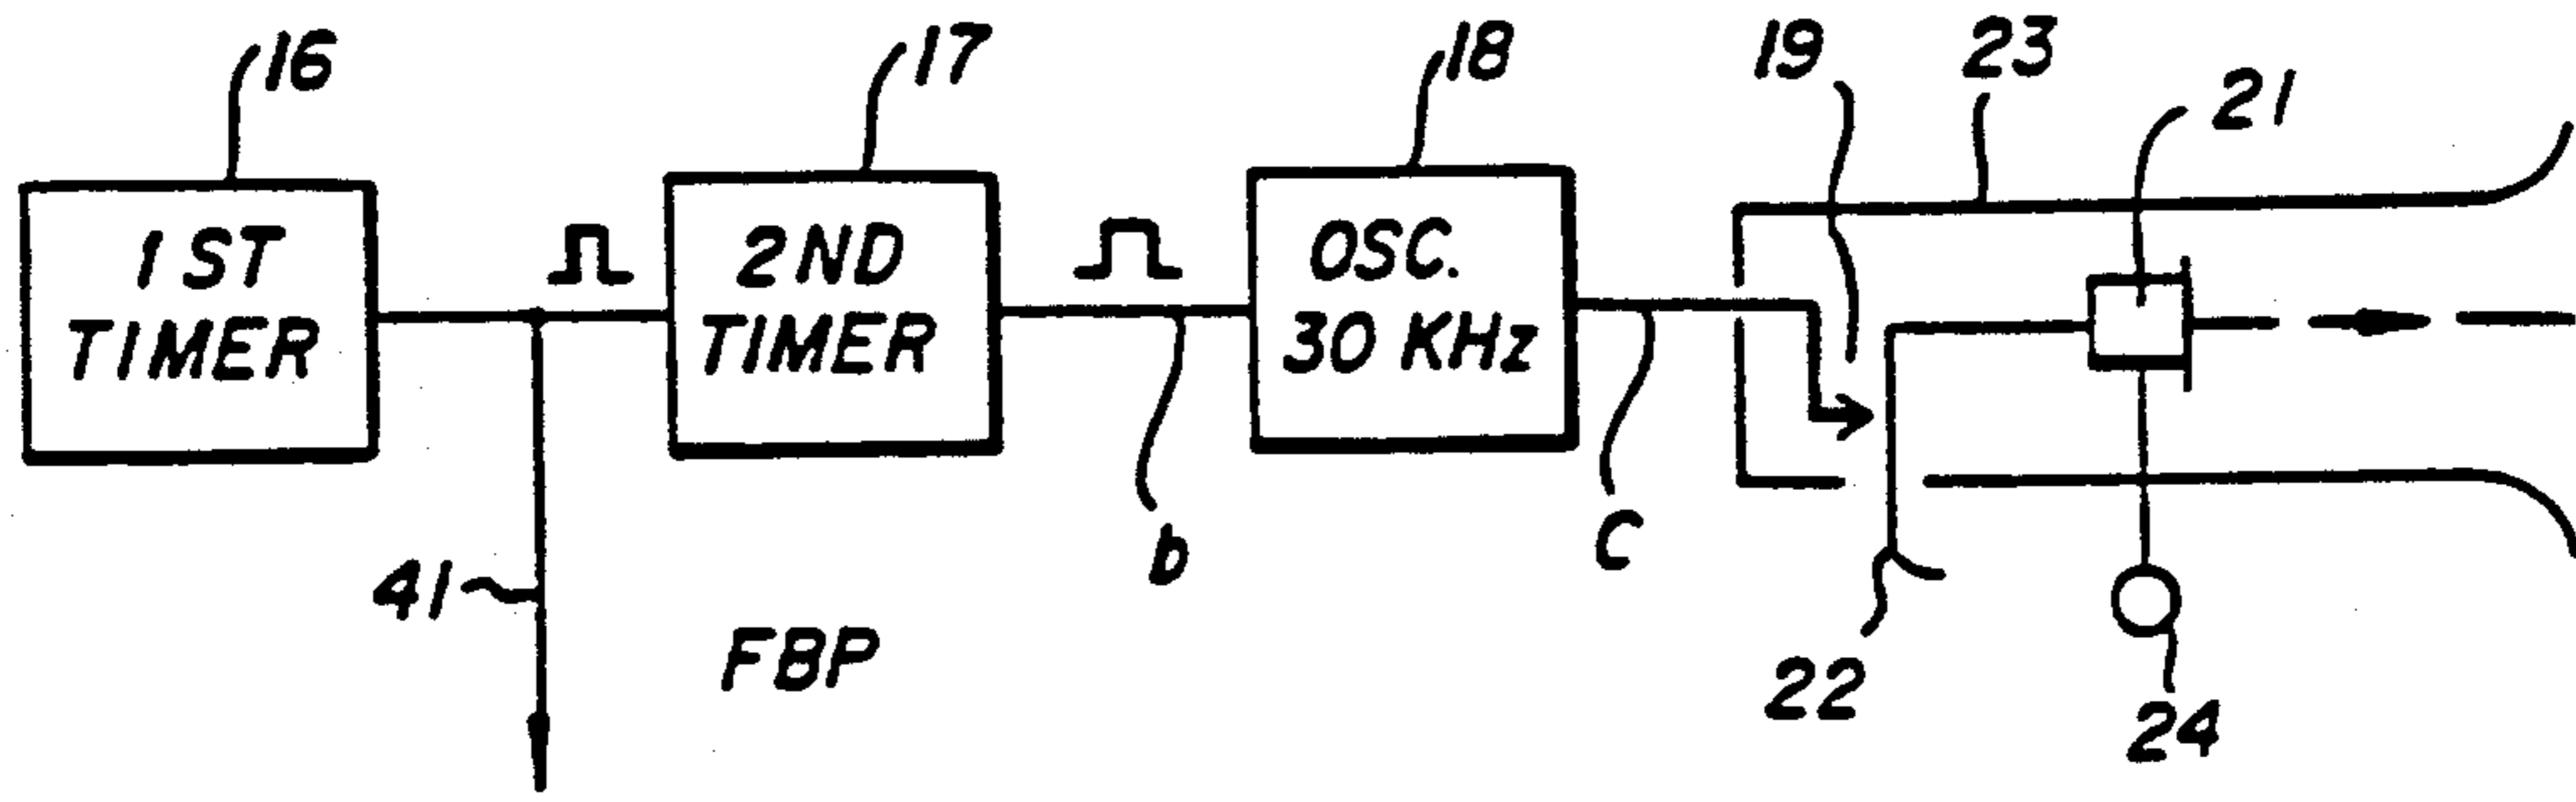 16
17
18
19
23
21
1 ST
TIMER
2ND
TIMER
OSC.
30 KHz
41
b
C
FBP
22
24